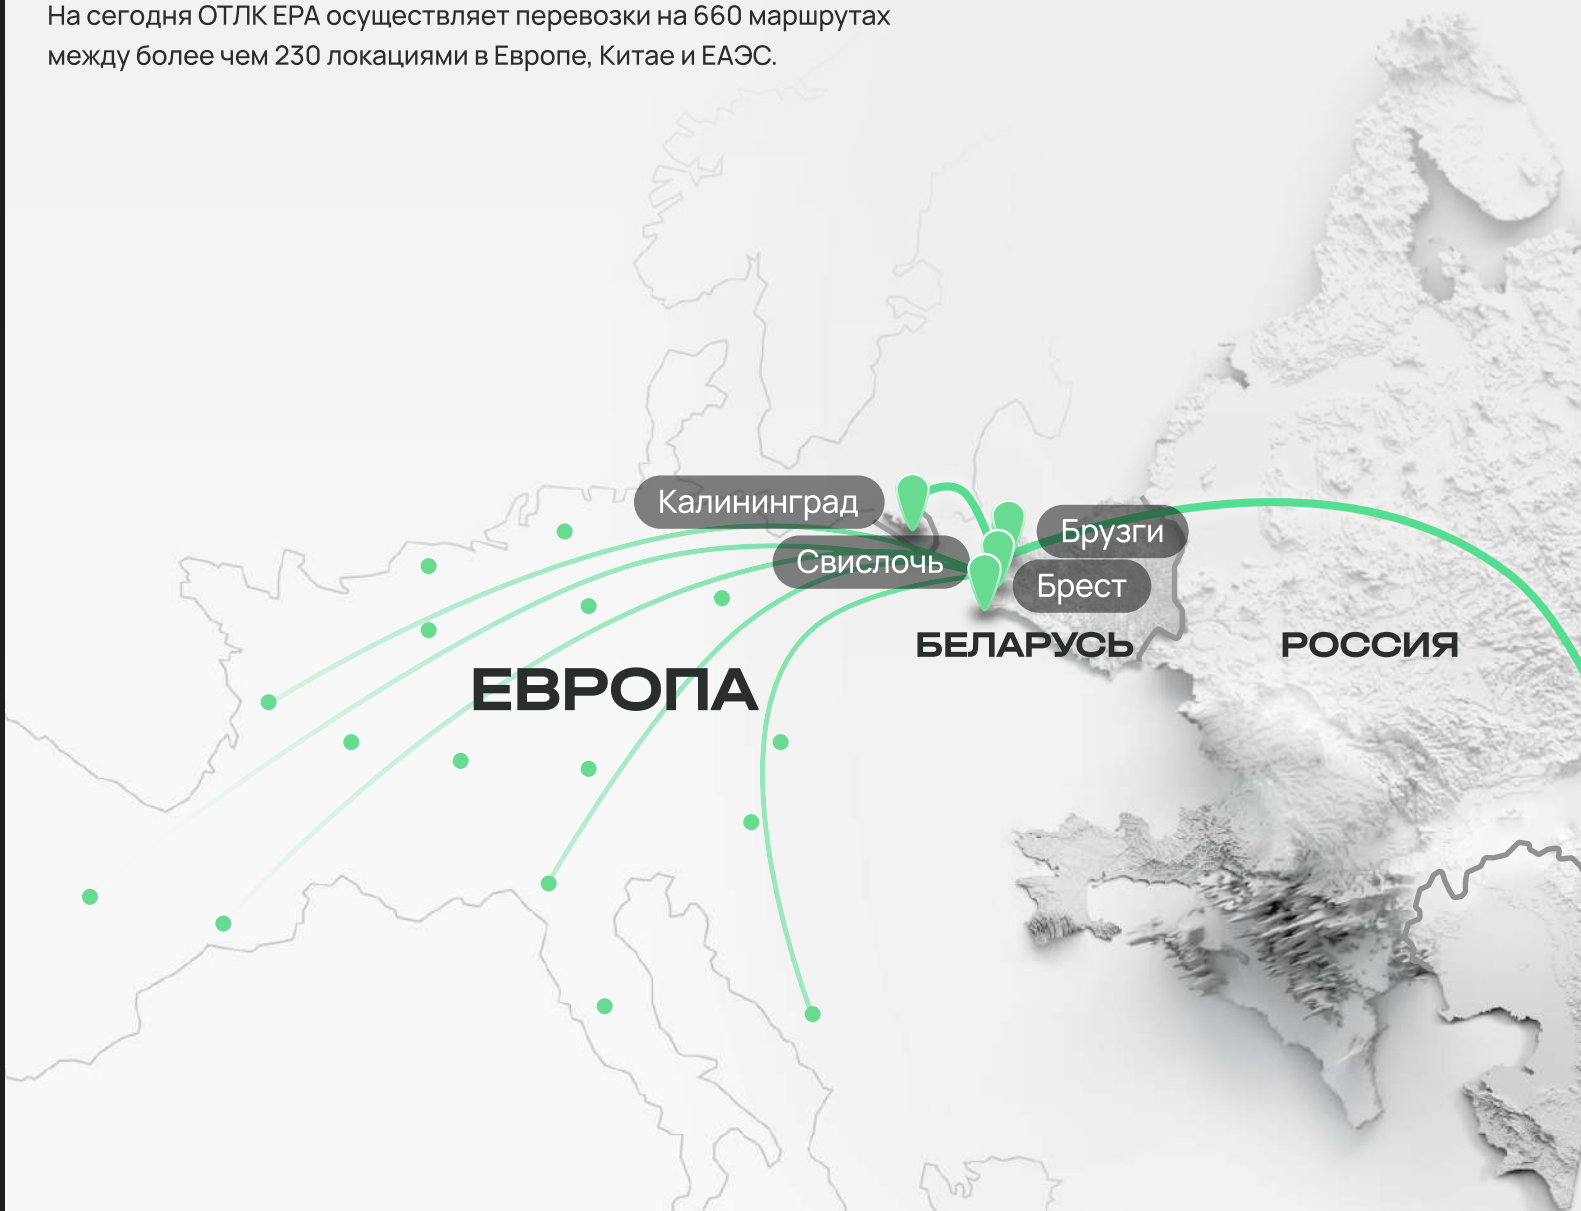 На сегодня ОТЛК ЕРА осуществляет перевозки на 660 маршрутах
между более чем 230 локациями в Европе, Китае и ЕАЭС.
Калининград
Брузги
Свислочь
Брест
БЕЛАРУСЬ
РОССИЯ
ЕВРОПА